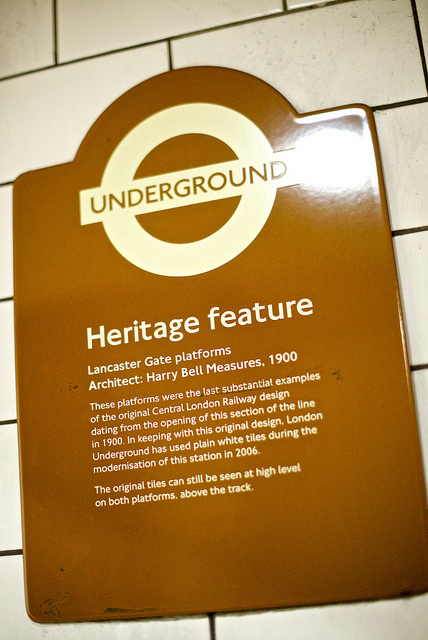 UNDERGROUND
Heritage feature
Lancaster Gate platforms
Architect: Harry Bell Measures, 1900
These platforms were the last substantial examples
of the original Central London Railway design
dating from the opening of this section of the line
in 1900. In keeping with this original design, London
Underground has used plain white tiles during the
modernisation of this station in 2006.
The original tiles can still be seen at high level
on both platforms, above the track.